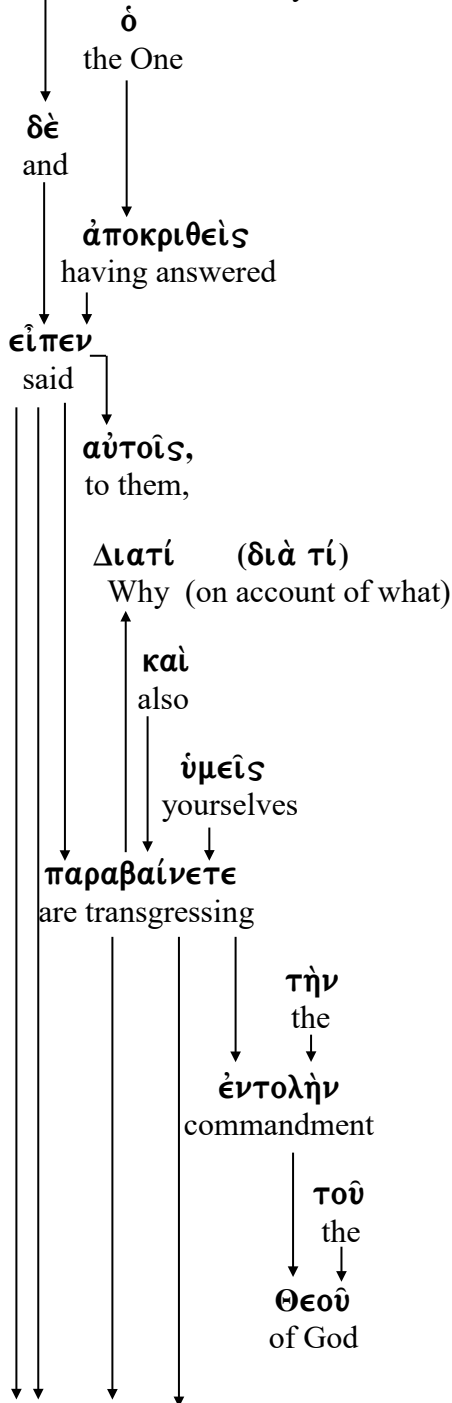 ὁ
the One
δὲ
and
ἀποκριθεὶς
having answered
εἶπεν
said
αὐτοῖς,
to them,
Διατί (διὰ τί)
Why (on account of what)
καὶ
also
ὑμεῖς
yourselves
παραβαίνετε
are transgressing
τὴν
the
ἐντολὴν
commandment
τοῦ
the
Θεοῦ
of God